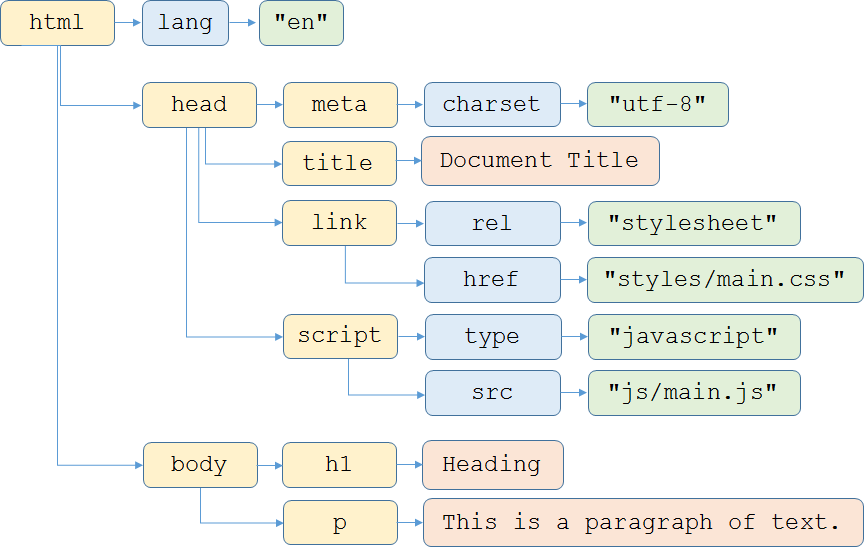 html lang "en"
head meta charset "utf-8"
title Document Title
link rel "stylesheet"
href "styles/main.css"
script type "javascript"
src "js/main.js"
body h1 Heading
p This is a paragraph of text.